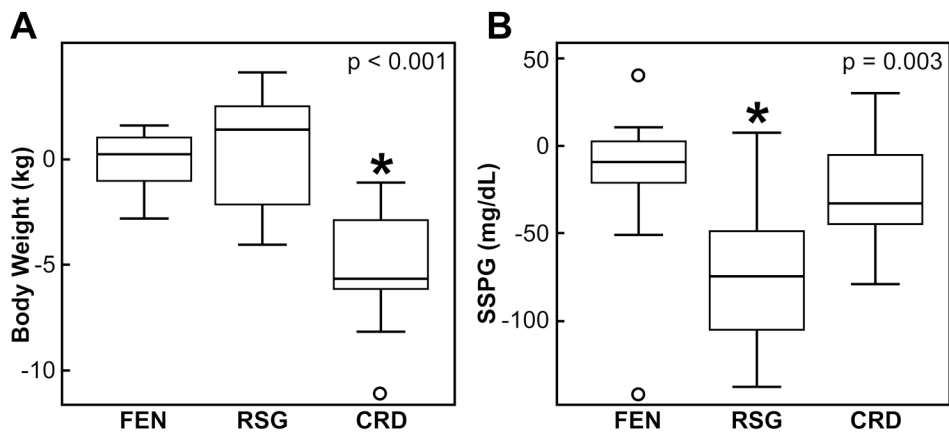 A
p < 0.001
Body Weight (kg)
0
-5
-10
FEN RSG CRD
*
B
p = 0.003
SSPG (mg/dL)
50
0
-50
-100
FEN RSG CRD
*